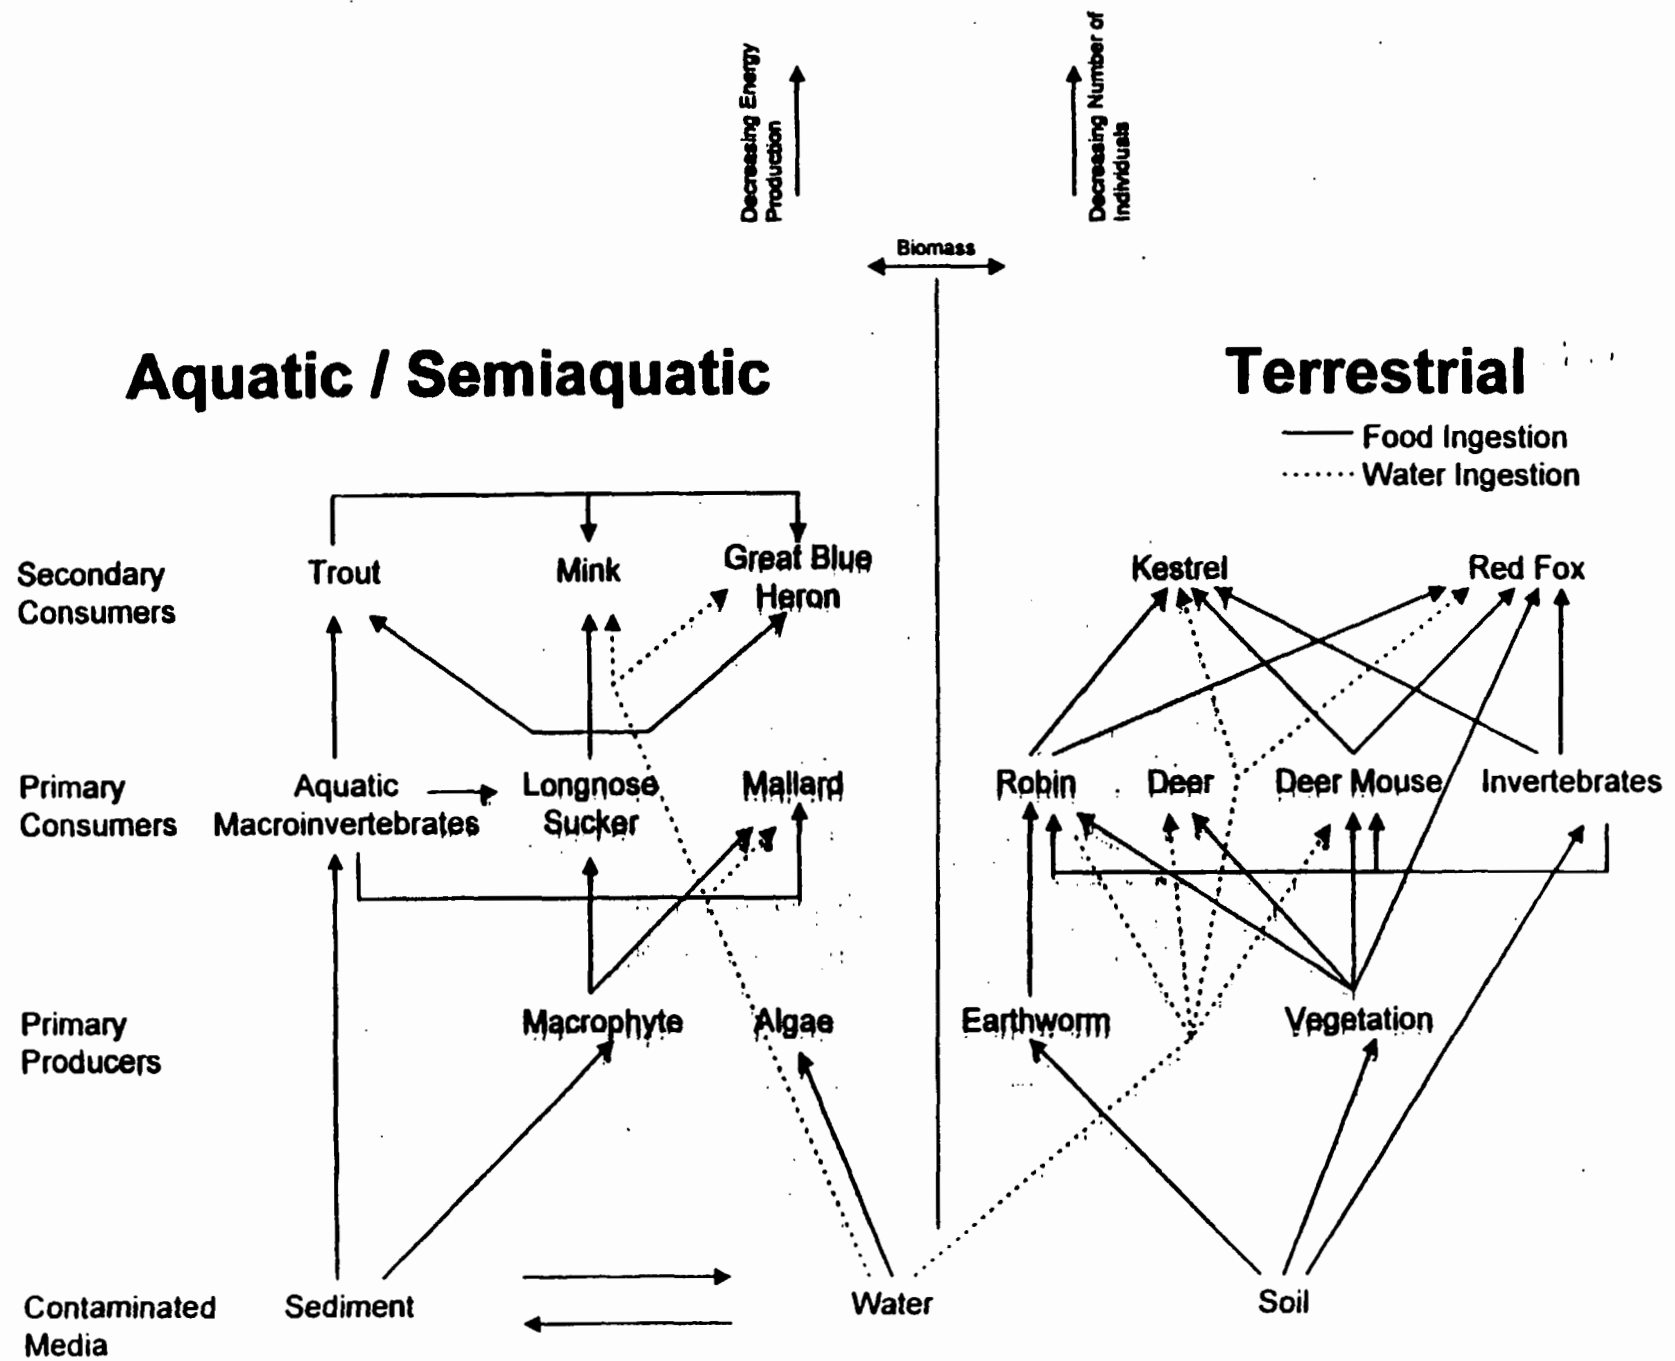 Decreasing Energy
Production
Decreasing Number of
Individuals
Biomass
Aquatic / Semiaquatic
Terrestrial
Food Ingestion
Water Ingestion
Secondary
Consumers
Trout
Mink
Great Blue
Heron
Kestrel
Red Fox
Primary
Consumers
Aquatic
Macroinvertebrates
Longnose
Sucker
Mallard
Robin
Deer
Deer Mouse
Invertebrates
Primary
Producers
Macrophyte
Algae
Earthworm
Vegetation
Contaminated
Media
Sediment
Water
Soil